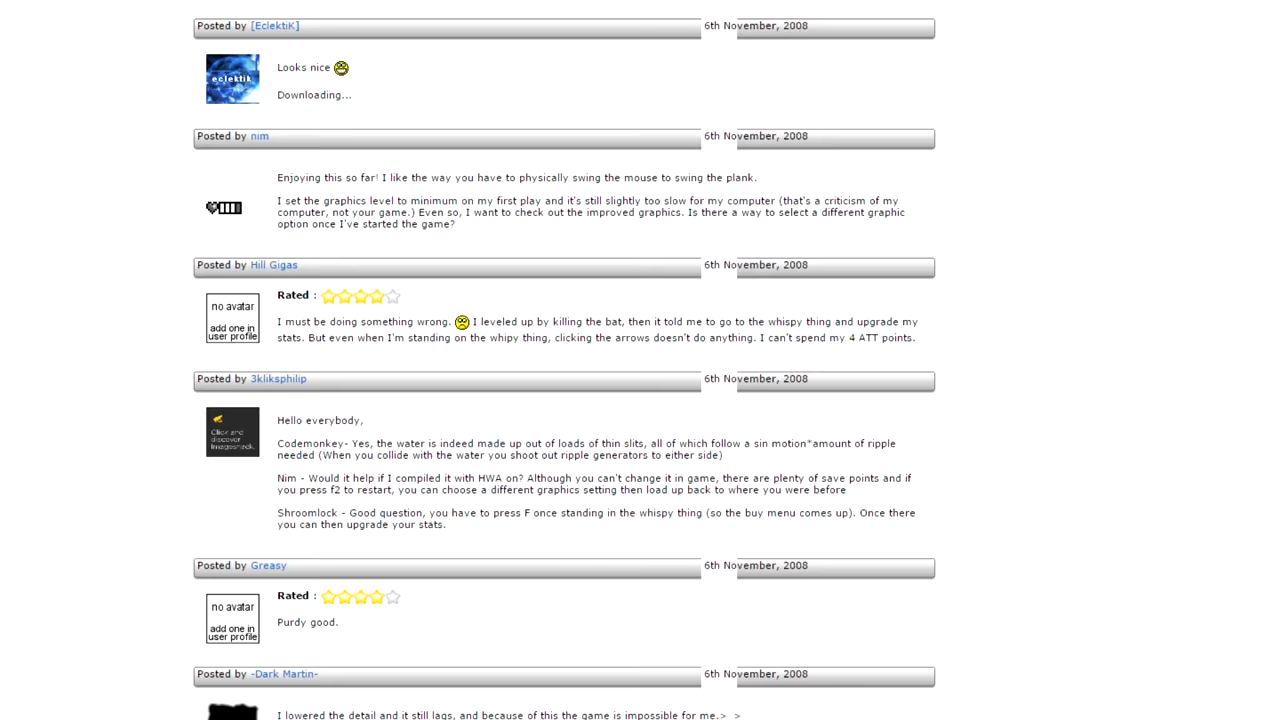 Posted by [EclektiK] 6th November, 2008
eclektik
Looks nice
Downloading...
Posted by nim 6th November, 2008
Enjoying this so far! I like the way you have to physically swing the mouse to swing the plank.
I set the graphics level to minimum on my first play and it's still slightly too slow for my computer (that's a criticism of my
computer, not your game.) Even so, I want to check out the improved graphics. Is there a way to select a different graphic
option once I've started the game?
Posted by Hill Gigas 6th November, 2008
no avatar
add one in
user profile
Rated :
I must be doing something wrong. I leveled up by killing the bat, then it told me to go to the whispy thing and upgrade my
stats. But even when I'm standing on the whipy thing, clicking the arrows doesn't do anything. I can't spend my 4 ATT points.
Posted by 3kliksphilip 6th November, 2008
Click and
discover
Imageshack
Hello everybody,
Codemonkey- Yes, the water is indeed made up out of loads of thin slits, all of which follow a sin motion*amount of ripple
needed (When you collide with the water you shoot out ripple generators to either side)
Nim - Would it help if I compiled it with HWA on? Although you can't change it in game, there are plenty of save points and if
you press f2 to restart, you can choose a different graphics setting then load up back to where you were before
Shroomlock - Good question, you have to press F once standing in the whispy thing (so the buy menu comes up). Once there
you can then upgrade your stats.
Posted by Greasy 6th November, 2008
no avatar
add one in
user profile
Rated :
Purdy good.
Posted by -Dark Martin- 6th November, 2008
I lowered the detail and it still lags, and because of this the game is impossible for me.> >